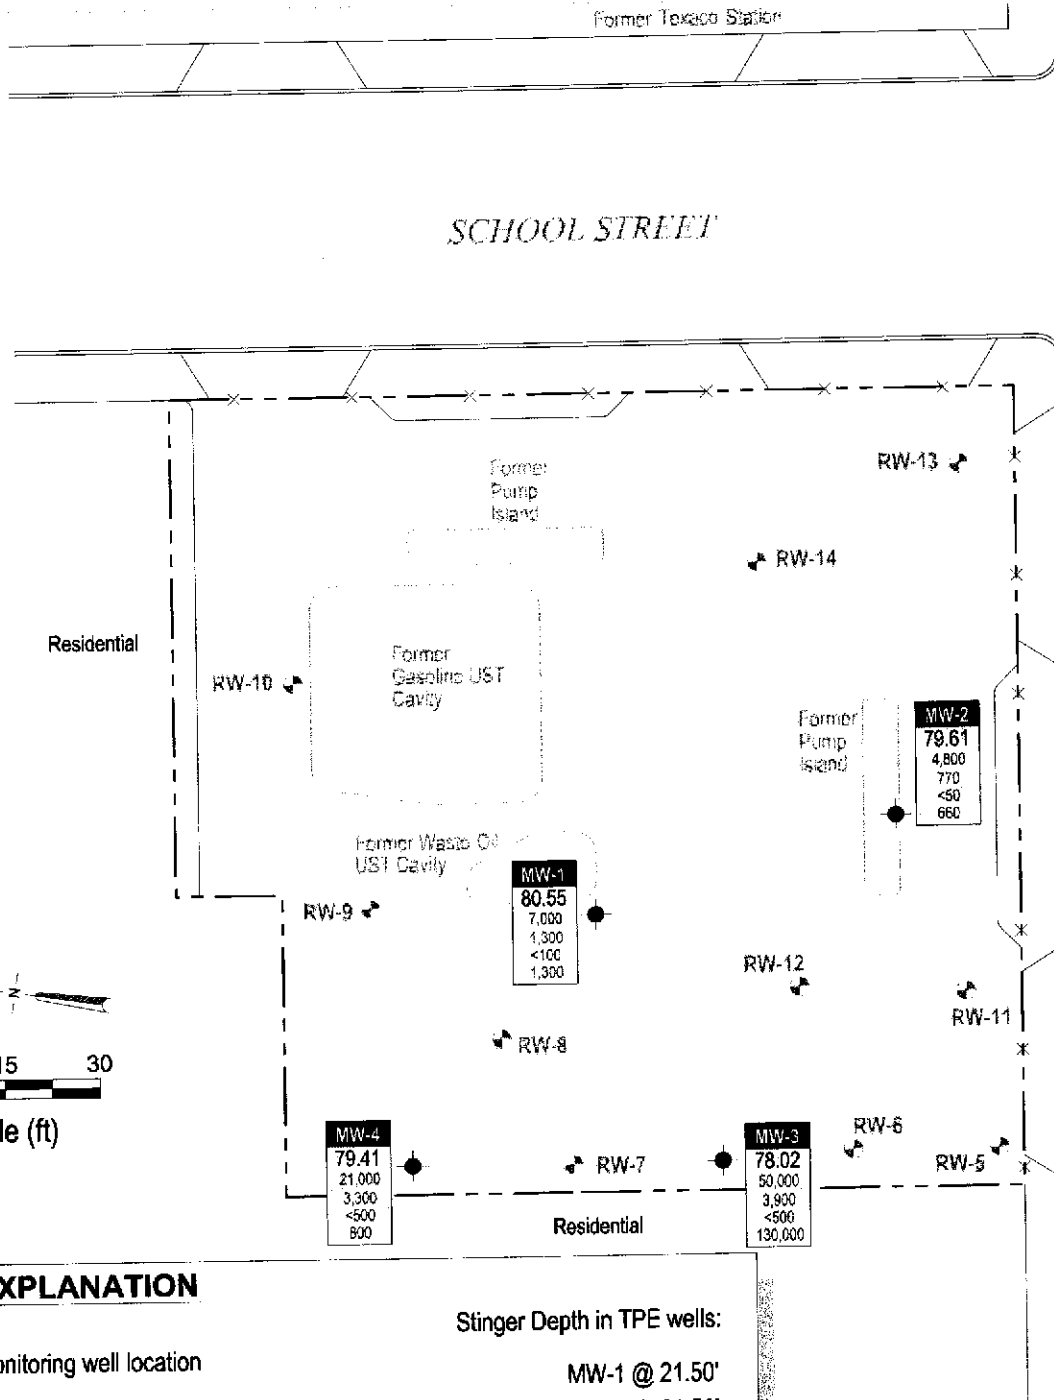 Former Texaco Station
SCHOOL STREET
RW-13
Former
Pump
Island
RW-14
Residential
Former
Gasoline UST
Cavity
RW-10
Former
Pump
Island
MW-2
79.61
4,800
770
<50
660
Former Waste Oil
UST Cavity
MW-1
80.55
7,000
1,300
<100
1,300
RW-9
RW-12
RW-11
N
RW-8
15 30
le (ft)
MW-4
79.41
21,000
3,300
<500
800
RW-7
MW-3
78.02
50,000
3,900
<500
130,000
RW-6
RW-5
Residential
XPLANATION
Stinger Depth in TPE wells:
onitoring well location
MW-1 @ 21.50'